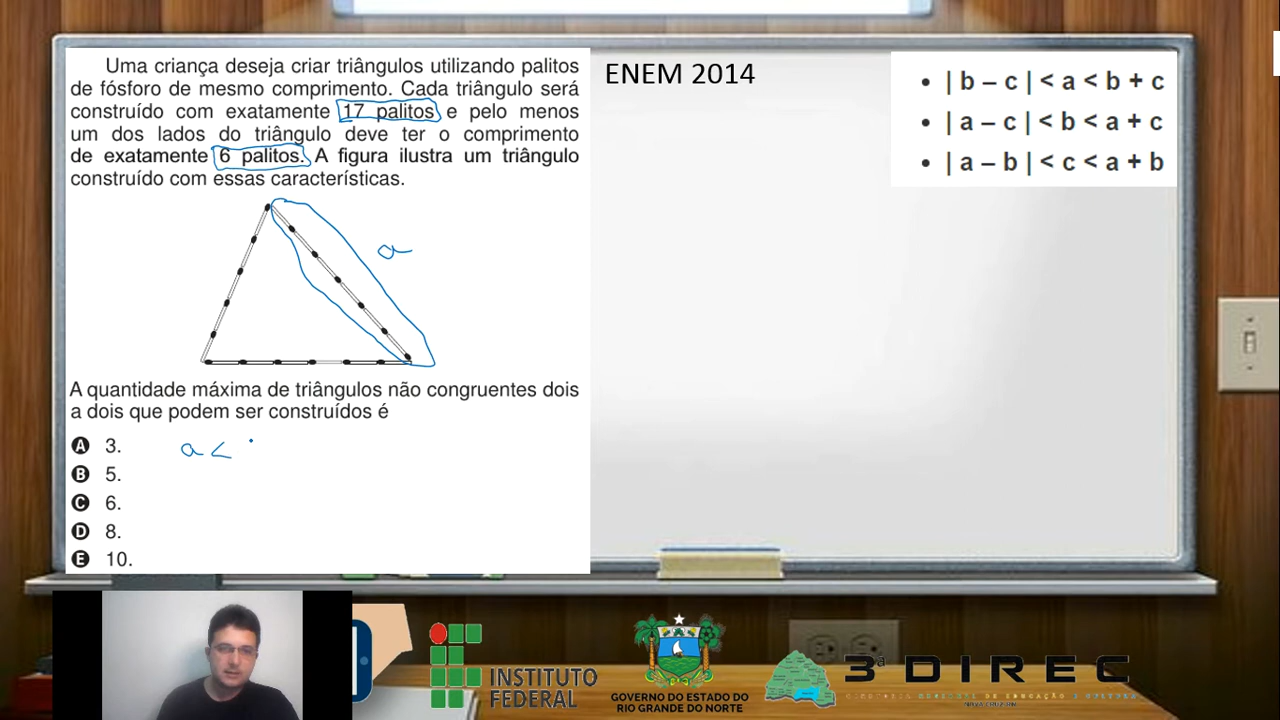 Uma criança deseja criar triângulos utilizando palitos
de fósforo de mesmo comprimento. Cada triângulo será
construído com exatamente 17 palitos e pelo menos
um dos lados do triângulo deve ter o comprimento
de exatamente 6 palitos. A figura ilustra um triângulo
construído com essas características.
a
A quantidade máxima de triângulos não congruentes dois
a dois que podem ser construídos é
A 3.
B 5.
C 6.
D 8.
E 10.
a <
ENEM 2014
• | b – c | < a < b + c
• | a – c | < b < a + c
• | a – b | < c < a + b
INSTITUTO
FEDERAL
GOVERNO DO ESTADO DO
RIO GRANDE DO NORTE
3ª DIREC
NOVA CRUZ/RN